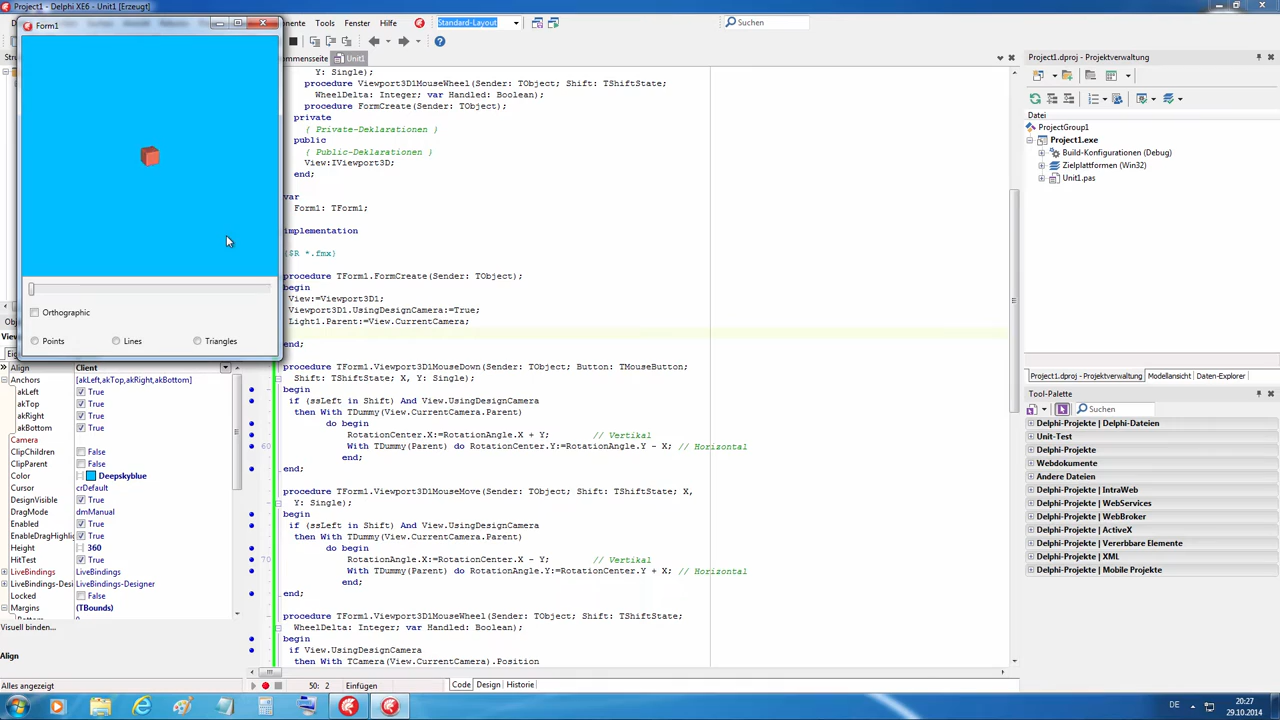 Project1 - Delphi XE6 - Unit1 [Erzeugt]
Form1
Tools Fenster Hilfe Standard-Layout Suchen
Unit1
Y: Single);
procedure Viewport3D1MouseWheel(Sender: TObject; Shift: TShiftState;
WheelDelta: Integer; var Handled: Boolean);
procedure FormCreate(Sender: TObject);
private
{ Private-Deklarationen }
public
{ Public-Deklarationen }
View:IViewport3D;
end;
var
Form1: TForm1;
implementation
{$R *.fmx}
procedure TForm1.FormCreate(Sender: TObject);
begin
View:=Viewport3D1;
Viewport3D1.UsingDesignCamera:=True;
Light1.Parent:=View.CurrentCamera;
end;
procedure TForm1.Viewport3D1MouseDown(Sender: TObject; Button: TMouseButton;
Shift: TShiftState; X, Y: Single);
begin
if (ssLeft in Shift) And View.UsingDesignCamera
then With TDummy(View.CurrentCamera.Parent)
do begin
RotationCenter.X:=RotationAngle.X + Y; // Vertikal
60 With TDummy(Parent) do RotationCenter.Y:=RotationAngle.Y - X; // Horizontal
end;
end;
procedure TForm1.Viewport3D1MouseMove(Sender: TObject; Shift: TShiftState; X,
Y: Single);
begin
if (ssLeft in Shift) And View.UsingDesignCamera
then With TDummy(View.CurrentCamera.Parent)
do begin
70 RotationAngle.X:=RotationCenter.X - Y; // Vertikal
With TDummy(Parent) do RotationAngle.Y:=RotationCenter.Y + X; // Horizontal
end;
end;
procedure TForm1.Viewport3D1MouseWheel(Sender: TObject; Shift: TShiftState;
WheelDelta: Integer; var Handled: Boolean);
begin
if View.UsingDesignCamera
then With TCamera(View.CurrentCamera).Position
50: 2 Einfügen Code Design Historie
Orthographic
Points Lines Triangles
Align Client
Anchors [akLeft,akTop,akRight,akBottom]
akLeft True
akTop True
akRight True
akBottom True
Camera
ClipChildren False
ClipParent False
Color Deepskyblue
Cursor crDefault
DesignVisible True
DragMode dmManual
Enabled True
EnableDragHighlig True
Height 360
HitTest True
LiveBindings LiveBindings
LiveBindings-Desi LiveBindings-Designer
Locked False
Margins (TBounds)
Visuell binden...
Align
Alles angezeigt
Project1.dproj - Projektverwaltung
Datei
ProjectGroup1
Project1.exe
Build-Konfigurationen (Debug)
Zielplattformen (Win32)
Unit1.pas
Project1.dproj - Projektverwaltung Modellansicht Daten-Explorer
Tool-Palette
Suchen
Delphi-Projekte | Delphi-Dateien
Unit-Test
Delphi-Projekte
Webdokumente
Andere Dateien
Delphi-Projekte | IntraWeb
Delphi-Projekte | WebServices
Delphi-Projekte | WebBroker
Delphi-Projekte | ActiveX
Delphi-Projekte | Vererbbare Elemente
Delphi-Projekte | XML
Delphi-Projekte | Mobile Projekte
DE 20:27
29.10.2014